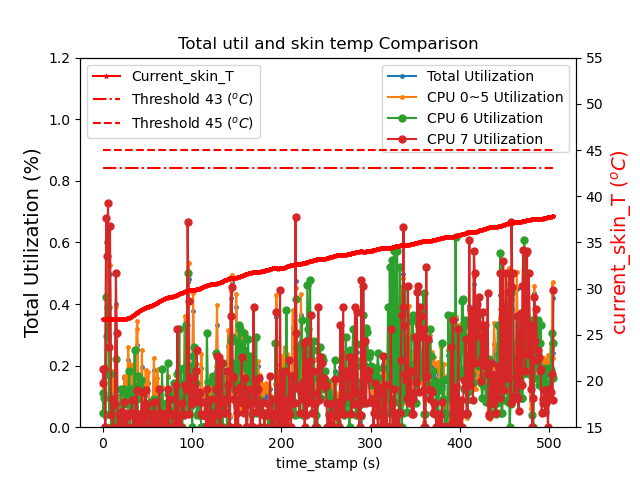 Total util and skin temp Comparison
Current_skin_T
Threshold 43 (°C)
Threshold 45 (°C)
Total Utilization
CPU 0~5 Utilization
CPU 6 Utilization
CPU 7 Utilization
Total Utilization (%)
1.2
1.0
0.8
0.6
0.4
0.2
0.0
55
50
45
40
35
30
25
20
15
current_skin_T (°C)
0 100 200 300 400 500
time_stamp (s)